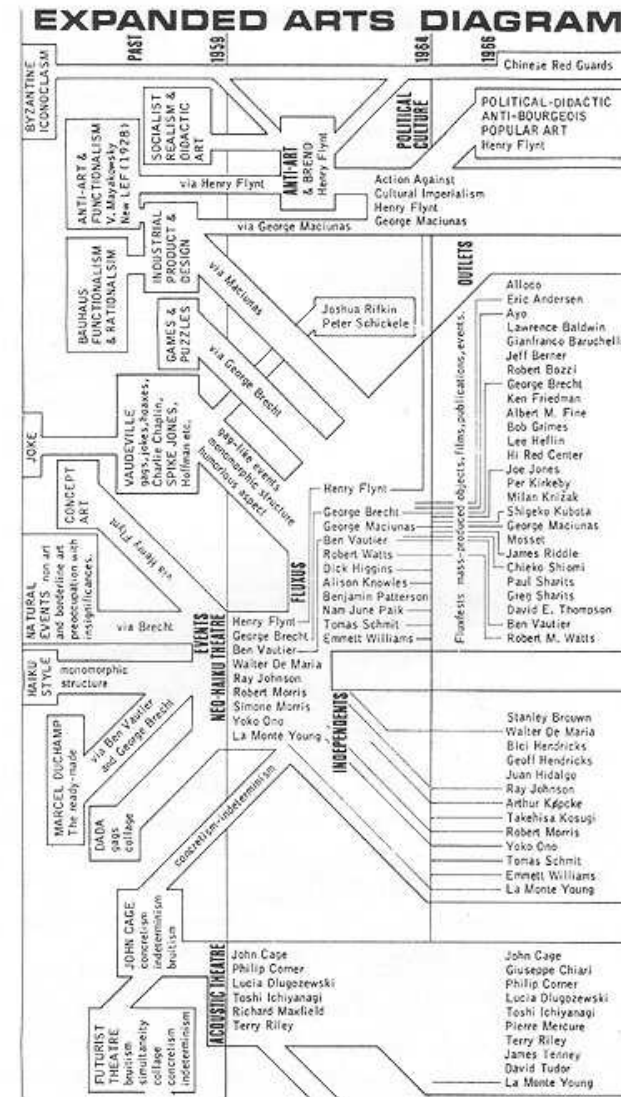 EXPANDED ARTS DIAGRAM
PAST
1959
1964
1966
BYZANTINE
ICONOCLASM
Chinese Red Guards
SOCIALIST
REALISM &
DIDACTIC
ART
POLITICAL
CULTURE
POLITICAL-DIDACTIC
ANTI-BOURGEOIS
POPULAR ART
Henry Flynt
ANTI-ART &
FUNCTIONALISM
V. Mayakowsky
New LEF (1928)
via Henry Flynt
ANTI-ART
& BREND
Henry Flynt
Action Against
Cultural Imperialism
Henry Flynt
George Maciunas
via George Maciunas
INDUSTRIAL
PRODUCT &
DESIGN
BAUHAUS
FUNCTIONALISM
& RATIONALSIM
via Maciunas
Joshua Rifkin
Peter Schickele
GAMES &
PUZZLES
via George Brecht
OUTLETS
Fluxfests mass-produced objects, films, publications, events.
Alloco
Eric Andersen
Ayo
Lawrence Baldwin
Gianfranco Baruchelli
Jeff Berner
Robert Bozzi
George Brecht
Ken Friedman
Albert M. Fine
Bob Grimes
Lee Heflin
Hi Red Center
Joe Jones
Per Kirkeby
Milan Knizak
Shigeko Kubota
George Maciunas
Mosset
James Riddle
Chieko Shiomi
Paul Sharits
Greg Sharits
David E. Thompson
Ben Vautier
Robert M. Watts
JOKE
VAUDEVILLE
gags, jokes, hoaxes,
Charlie Chaplin,
SPIKE JONES,
Hoffman etc.
gag-like events
monomorphic structure
humorious aspect
CONCEPT
ART
via Henry Flynt
NATURAL
EVENTS non art
and borderline art
preoccupation with
insignificances.
via Brecht
FLUXUS
Henry Flynt
George Brecht
George Maciunas
Ben Vautier
Robert Watts
Dick Higgins
Alison Knowles
Benjamin Patterson
Nam June Paik
Tomas Schmit
Emmett Williams
EVENTS
NEO-HAIKU THEATRE
Henry Flynt
George Brecht
Ben Vautier
Walter De Maria
Ray Johnson
Robert Morris
Simone Morris
Yoko Ono
La Monte Young
HAIKU
STYLE
monomorphic
structure
MARCEL DUCHAMP
The ready-made
via Ben Vautier
and George Brecht
DADA
gags
collage
concretism-indeterminism
INDEPENDENTS
Stanley Brouwn
Walter De Maria
Bici Hendricks
Geoff Hendricks
Juan Hidalgo
Ray Johnson
Arthur Køpcke
Takehisa Kosugi
Robert Morris
Yoko Ono
Tomas Schmit
Emmett Williams
La Monte Young
JOHN CAGE
concretism
indeterminism
bruitism
FUTURIST
THEATRE
bruitism
simultaneity
collage
concretism
indeterminism
ACOUSTIC THEATRE
John Cage
Philip Corner
Lucia Dlugozewski
Toshi Ichiyanagi
Richard Maxfield
Terry Riley
John Cage
Giuseppe Chiari
Philip Corner
Lucia Dlugozewski
Toshi Ichiyanagi
Pierre Mercure
Terry Riley
James Tenney
David Tudor
La Monte Young